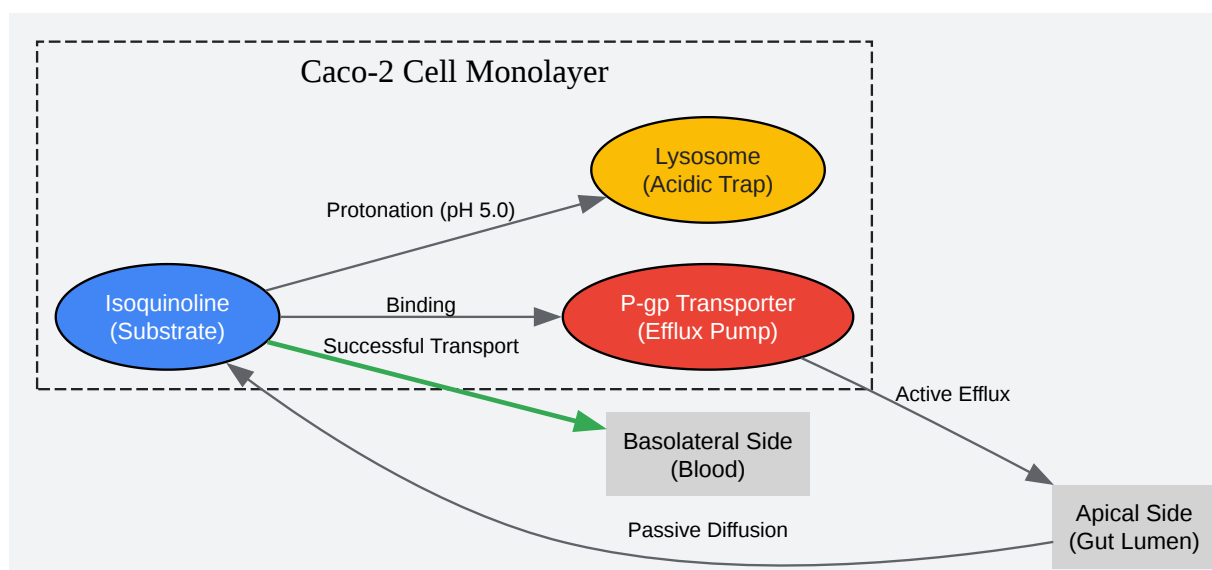 Caco-2 Cell Monolayer
Lysosome
(Acidic Trap)
Protonation (pH 5.0)
Isoquinoline
(Substrate)
Binding
P-gp Transporter
(Efflux Pump)
Successful Transport
Active Efflux
Basolateral Side
(Blood)
Passive Diffusion
Apical Side
(Gut Lumen)